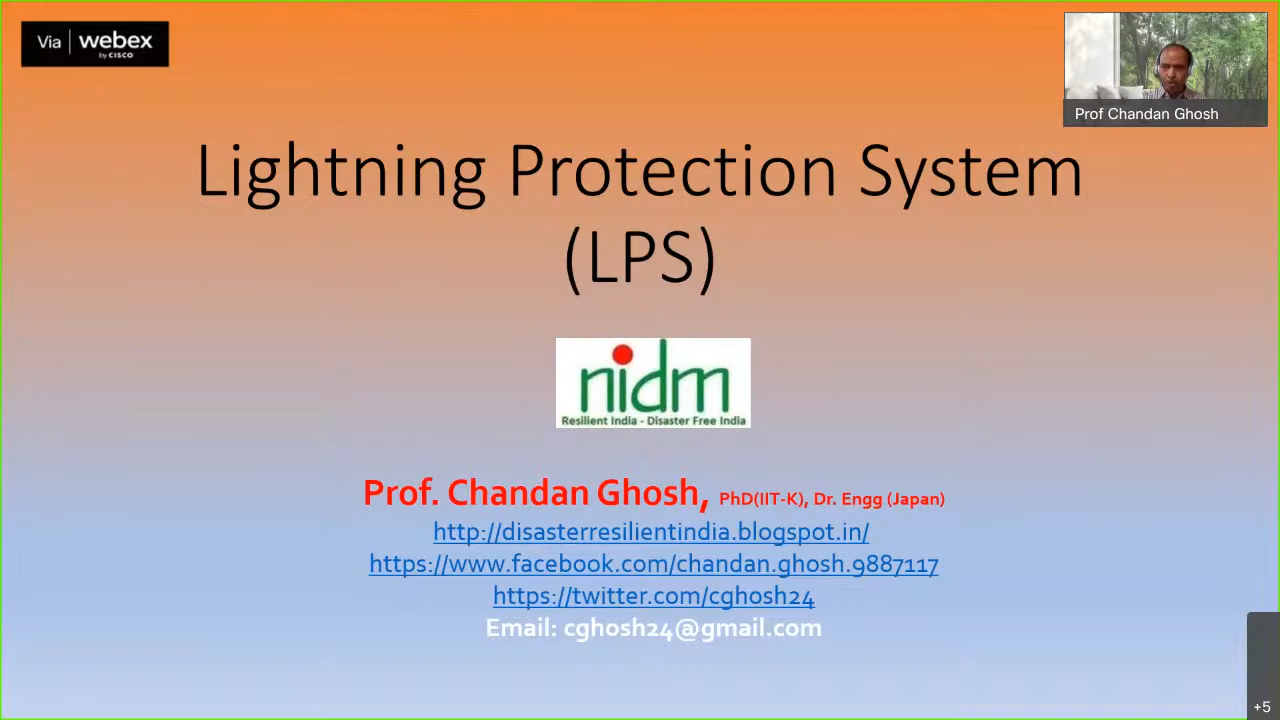 Via | webex
by CISCO
Prof Chandan Ghosh
Lightning Protection System
(LPS)
nidm
Resilient India - Disaster Free India
Prof. Chandan Ghosh, PhD(IIT-K), Dr. Engg (Japan)
http://disasterresilientindia.blogspot.in/
https://www.facebook.com/chandan.ghosh.9887117
https://twitter.com/cghosh24
Email: cghosh24@gmail.com
+5